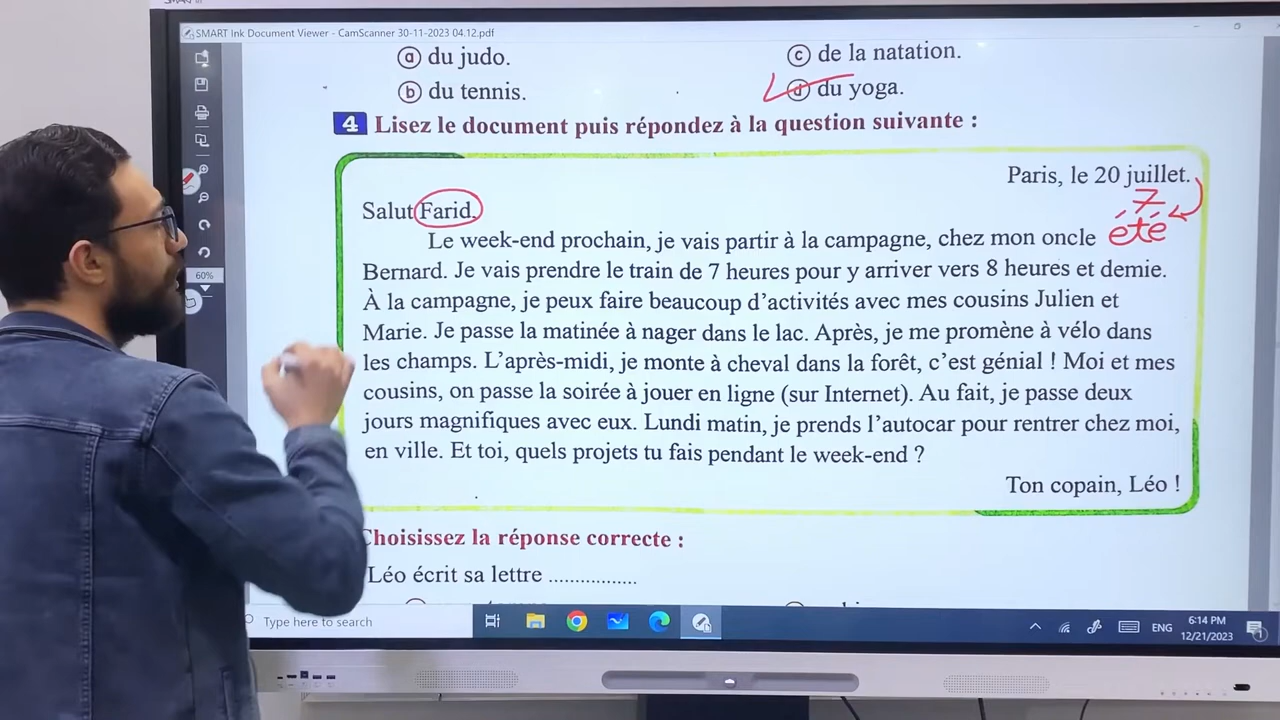 SMART Ink Document Viewer - CamScanner 30-11-2023 04.12.pdf
ⓐ du judo.
ⓒ de la natation.
ⓑ du tennis.
ⓓ du yoga.
4 Lisez le document puis répondez à la question suivante :
Paris, le 20 juillet.
7
Salut Farid.
été
Le week-end prochain, je vais partir à la campagne, chez mon oncle
Bernard. Je vais prendre le train de 7 heures pour y arriver vers 8 heures et demie.
À la campagne, je peux faire beaucoup d'activités avec mes cousins Julien et
Marie. Je passe la matinée à nager dans le lac. Après, je me promène à vélo dans
les champs. L'après-midi, je monte à cheval dans la forêt, c'est génial ! Moi et mes
cousins, on passe la soirée à jouer en ligne (sur Internet). Au fait, je passe deux
jours magnifiques avec eux. Lundi matin, je prends l'autocar pour rentrer chez moi,
en ville. Et toi, quels projets tu fais pendant le week-end ?
Ton copain, Léo !
Choisissez la réponse correcte :
Léo écrit sa lettre ................
60%
Type here to search
ENG
6:14 PM
12/21/2023